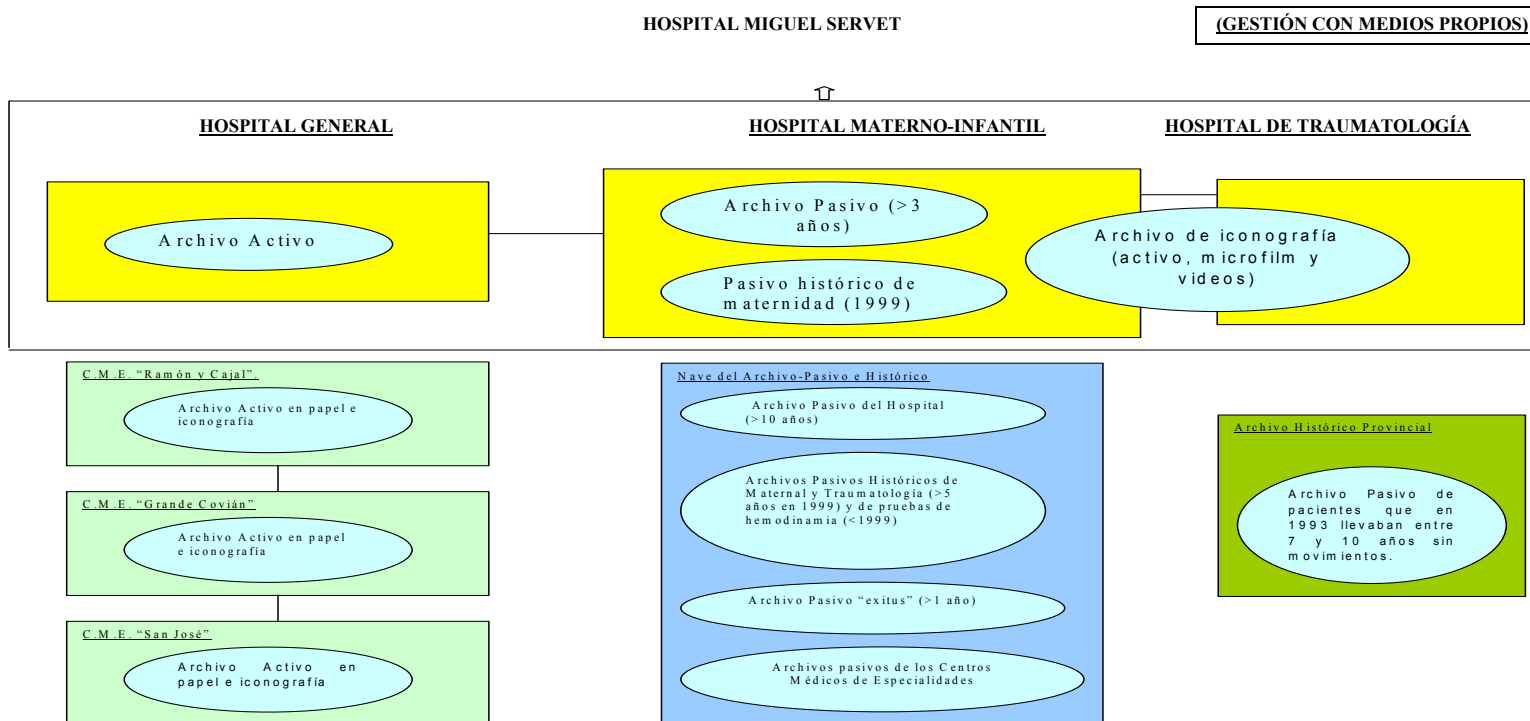 HOSPITAL MIGUEL SERVET
(GESTIÓN CON MEDIOS PROPIOS)
HOSPITAL GENERAL
HOSPITAL MATERNO-INFANTIL
HOSPITAL DE TRAUMATOLOGÍA
Archivo Activo
Archivo Pasivo (>3
años)
Pasivo histórico de
maternidad (1999)
Archivo de iconografía
(activo, microfilm y
videos)
C.M.E. “Ramón y Cajal”.
Archivo Activo en papel e
iconografía
C.M.E. “Grande Covián”
Archivo Activo en papel
e iconografía
C.M.E. “San José”
Archivo Activo en
papel e iconografía
Nave del Archivo-Pasivo e Histórico
Archivo Pasivo del Hospital
(>10 años)
Archivos Pasivos Históricos de
Maternal y Traumatología (>5
años en 1999) y de pruebas de
hemodinamia (<1999)
Archivo Pasivo “exitus” (>1 año)
Archivos pasivos de los Centros
Médicos de Especialidades
Archivo Histórico Provincial
Archivo Pasivo de
pacientes que en
1993 llevaban entre
7 y 10 años sin
movimientos.